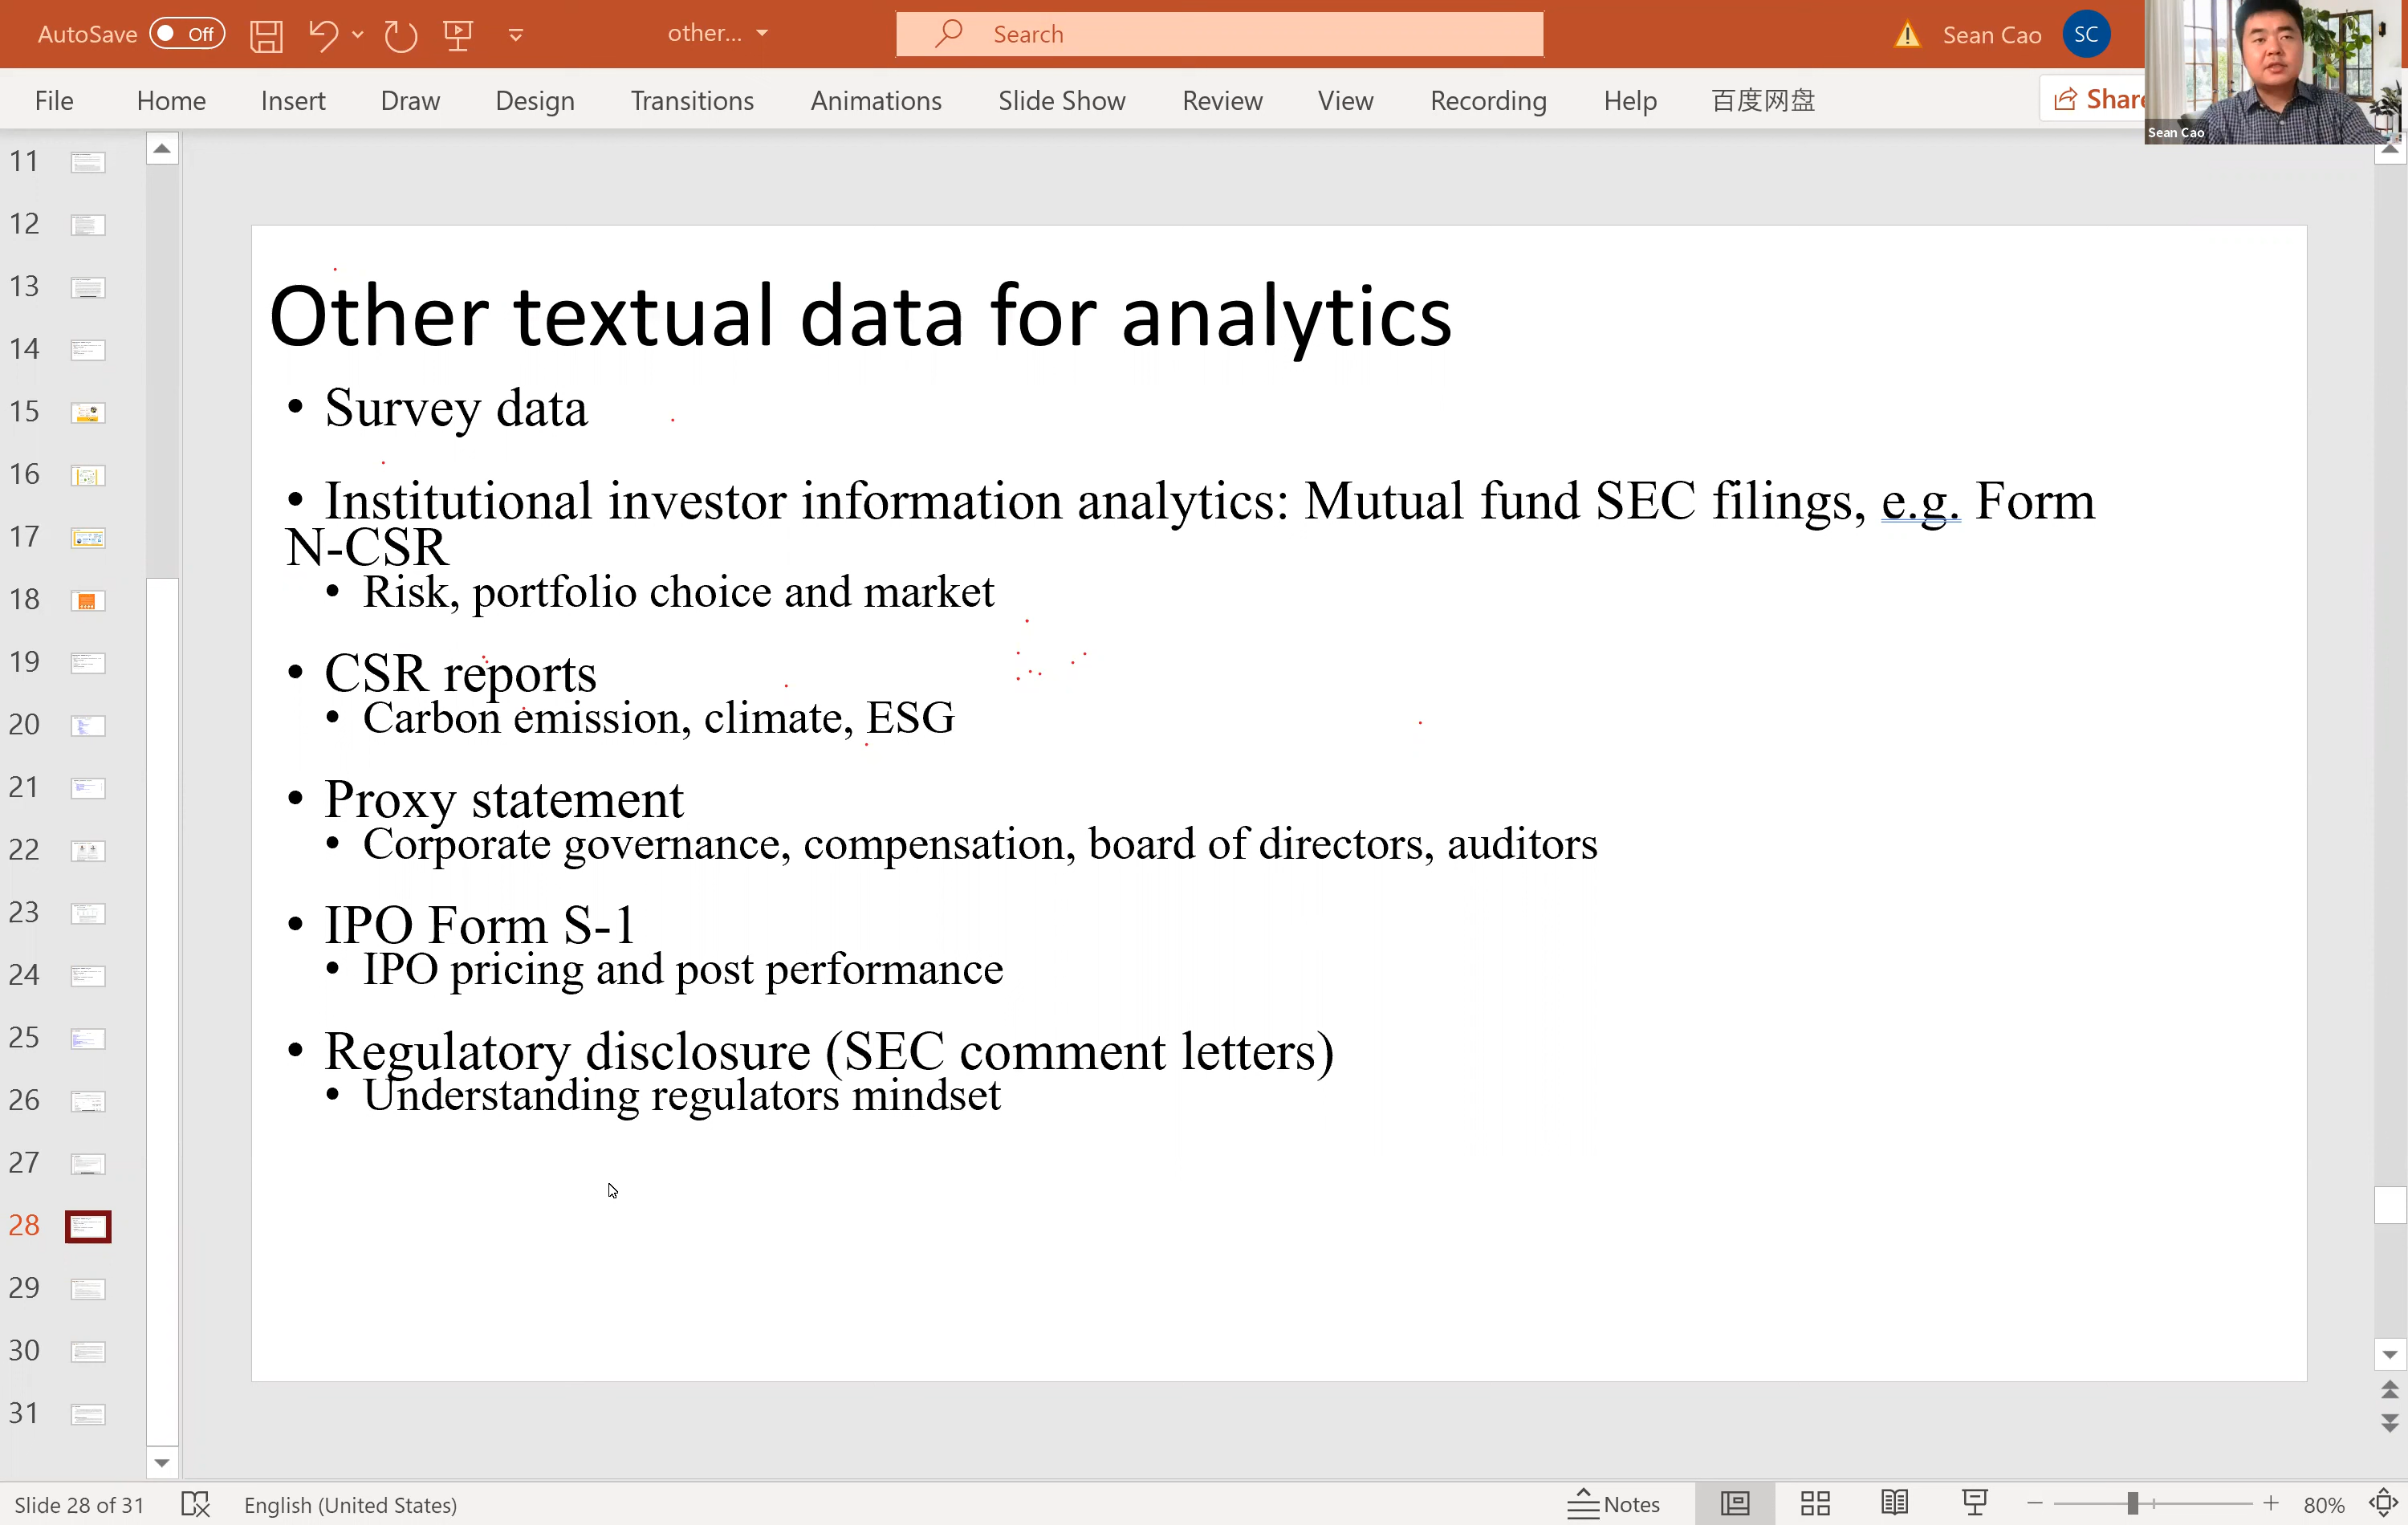 AutoSave Off other... Search Sean Cao SC
File Home Insert Draw Design Transitions Animations Slide Show Review View Recording Help 百度网盘 Share
Sean Cao
11
12
13
14
15
16
17
18
19
20
21
22
23
24
25
26
27
28
29
30
31
Other textual data for analytics
• Survey data
• Institutional investor information analytics: Mutual fund SEC filings, e.g. Form
N-CSR
• Risk, portfolio choice and market
• CSR reports
• Carbon emission, climate, ESG
• Proxy statement
• Corporate governance, compensation, board of directors, auditors
• IPO Form S-1
• IPO pricing and post performance
• Regulatory disclosure (SEC comment letters)
• Understanding regulators mindset
Slide 28 of 31 English (United States) Notes 80%